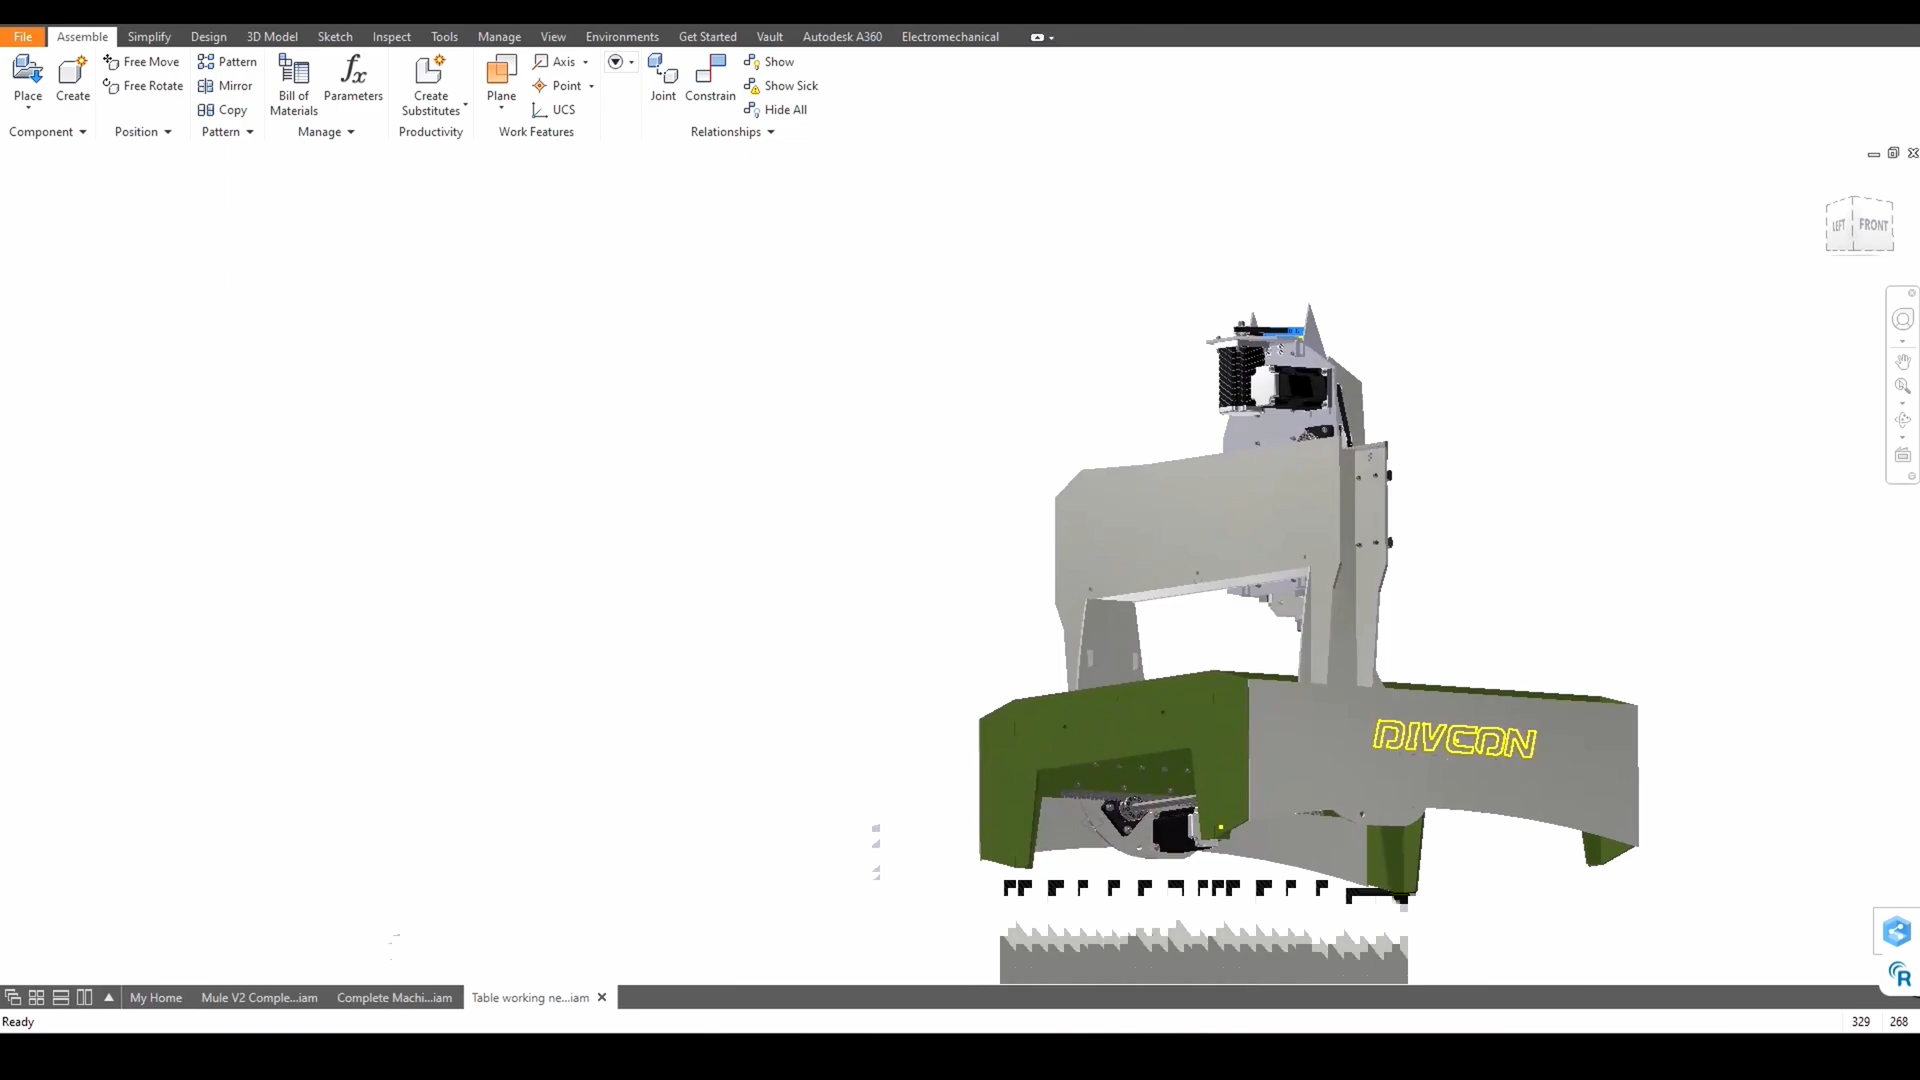 File Assemble Simplify Design 3D Model Sketch Inspect Tools Manage View Environments Get Started Vault Autodesk A360 Electromechanical
Place
Create
Free Move
Free Rotate
Pattern
Mirror
Copy
Bill of
Materials
fx
Parameters
Create
Substitutes
Plane
Axis
Point
UCS
Joint
Constrain
Show
Show Sick
Hide All
Component Position Pattern Manage Productivity Work Features Relationships
LEFT FRONT
DIVCON
My Home Mule V2 Comple...iam Complete Machi...iam Table working ne...iam
Ready 329 268
R